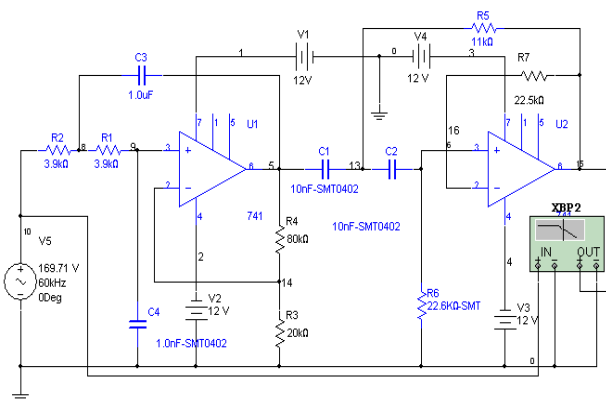 R5
11kΩ
V1
12V
V4
12 V
1
0
3
C3
1.0uF
R7
22.5kΩ
7
1
5
U1
7
1
5
U2
16
R2
3.9kΩ
8
R1
3.9kΩ
9
3
2
6
5
4
741
C1
10nF-SMT0402
13
C2
10nF-SMT0402
6
3
2
6
15
4
XBP2
IN
OUT
10
V5
169.71 V
60kHz
0Deg
R4
80kΩ
2
14
V2
12 V
R3
20kΩ
C4
1.0nF-SMT0402
R6
22.6KΩ-SMT
4
V3
12 V
0